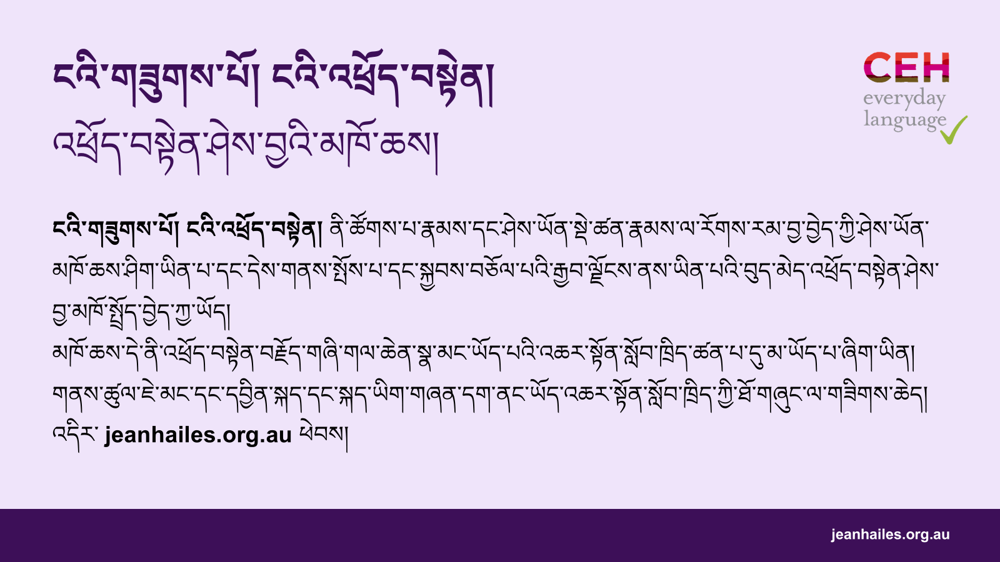 ངའི་གཟུགས་པོ། ངའི་འཕྲོད་བསྟེན།
འཕྲོད་བསྟེན་ཤེས་བྱའི་མཁོ་ཆས།
CEH
everyday
language
ངའི་གཟུགས་པོ། ངའི་འཕྲོད་བསྟེན། ནི་ཚོགས་པ་རྣམས་དང་ཤེས་ཡོན་སྡེ་ཚན་རྣམས་ལ་རོགས་རམ་བྱ་བྱེད་ཀྱི་ཤེས་ཡོན་
མཁོ་ཆས་ཤིག་ཡིན་པ་དང་དེས་གནས་སྤོས་པ་དང་སྐྱབས་བཅོལ་པའི་རྒྱབ་ལྗོངས་ནས་ཡིན་པའི་བུད་མེད་འཕྲོད་བསྟེན་ཤེས་
བྱ་མཁོ་སྤྲོད་བྱེད་ཀྱ་ཡོད།
མཁོ་ཆས་དེ་ནི་འཕྲོད་བསྟེན་བརྗོད་གཞི་གལ་ཆེན་སྣ་མང་ཡོད་པའི་འཆར་སྟོན་སློབ་ཁྲིད་ཚན་པ་དུ་མ་ཡོད་པ་ཞིག་ཡིན།
གནས་ཚུལ་ཇེ་མང་དང་དབྱིན་སྐད་དང་སྐད་ཡིག་གཞན་དག་ནང་ཡོད་འཆར་སྟོན་སློབ་ཁྲིད་ཀྱི་ཐོ་གཞུང་ལ་གཟིགས་ཆེད།
འདིར་ jeanhailes.org.au ཕེབས།
jeanhailes.org.au